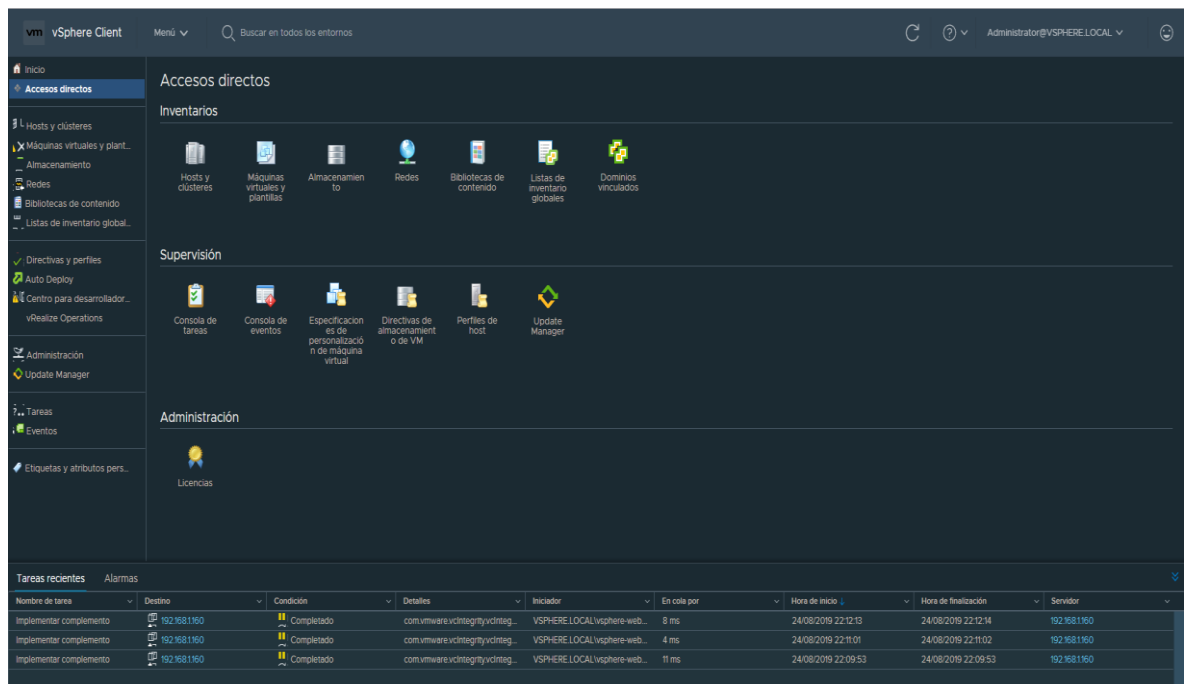 vm vSphere Client Menú Buscar en todos los entornos Administrator@VSPHERE.LOCAL
Inicio
Accesos directos
Hosts y clústeres
Máquinas virtuales y plant...
Almacenamiento
Redes
Bibliotecas de contenido
Listas de inventario global...
Directivas y perfiles
Auto Deploy
Centro para desarrollador...
vRealize Operations
Administración
Update Manager
Tareas
Eventos
Etiquetas y atributos pers...
Accesos directos
Inventarios
Hosts y
clústeres
Máquinas
virtuales y
plantillas
Almacenamien
to
Redes
Bibliotecas de
contenido
Listas de
inventario
globales
Dominios
vinculados
Supervisión
Consola de
tareas
Consola de
eventos
Especificacion
es de
personalizació
n de máquina
virtual
Directivas de
almacenamient
o de VM
Perfiles de
host
Update
Manager
Administración
Licencias
Tareas recientes Alarmas
Nombre de tarea Destino Condición Detalles Iniciador En cola por Hora de inicio Hora de finalización Servidor
Implementar complemento 192.168.1.160 Completado com.vmware.vcIntegrity.vcInteg... VSPHERE.LOCAL\vsphere-web... 8 ms 24/08/2019 22:12:13 24/08/2019 22:12:14 192.168.1.160
Implementar complemento 192.168.1.160 Completado com.vmware.vcIntegrity.vcInteg... VSPHERE.LOCAL\vsphere-web... 4 ms 24/08/2019 22:11:01 24/08/2019 22:11:02 192.168.1.160
Implementar complemento 192.168.1.160 Completado com.vmware.vcIntegrity.vcInteg... VSPHERE.LOCAL\vsphere-web... 11 ms 24/08/2019 22:09:53 24/08/2019 22:09:53 192.168.1.160